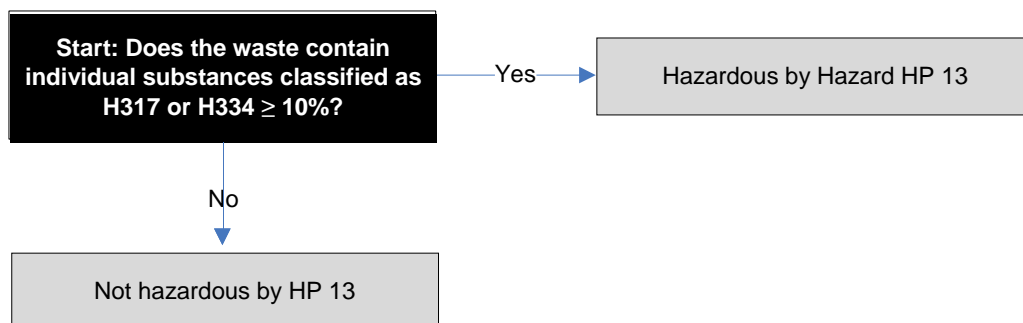 Start: Does the waste contain
individual substances classified as
H317 or H334 ≥ 10%?
Yes
Hazardous by Hazard HP 13
No
Not hazardous by HP 13